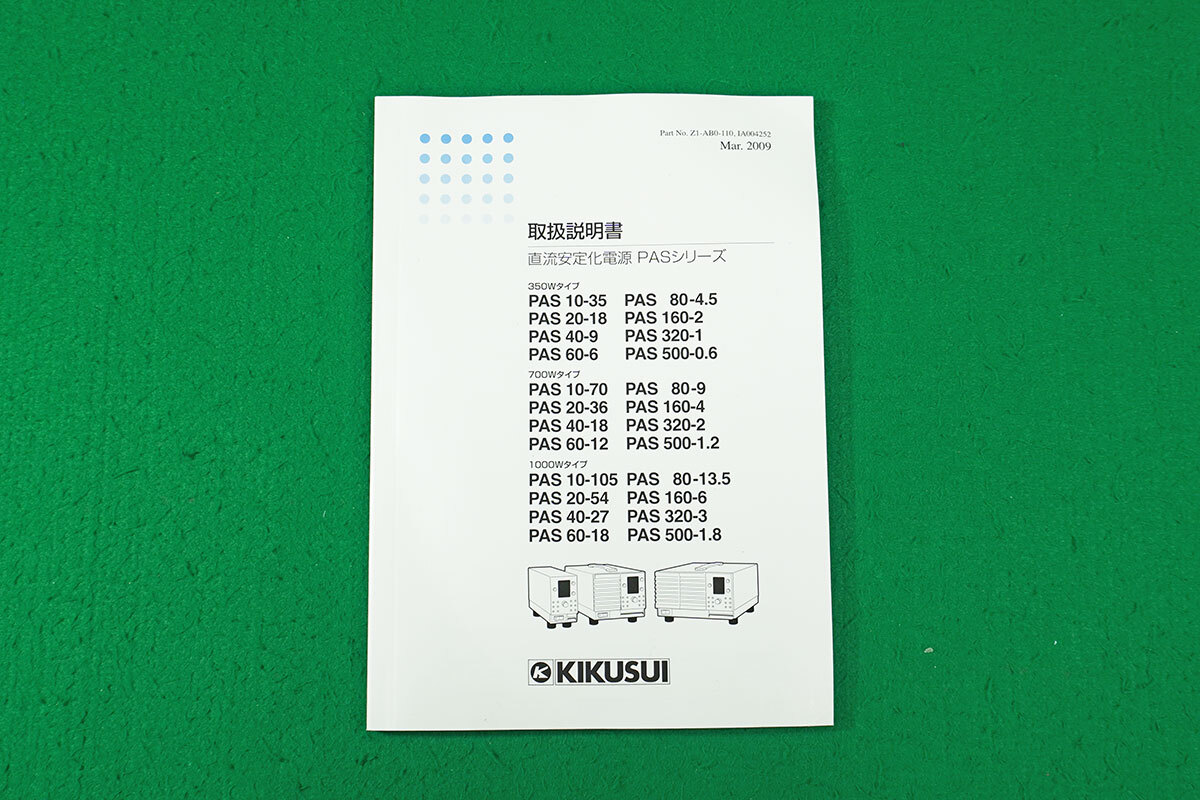 Part No. Z1-AB0-110, IA004252
Mar. 2009
取扱説明書
直流安定化電源 PASシリーズ
350Wタイプ
PAS 10-35 PAS 80-4.5
PAS 20-18 PAS 160-2
PAS 40-9 PAS 320-1
PAS 60-6 PAS 500-0.6
700Wタイプ
PAS 10-70 PAS 80-9
PAS 20-36 PAS 160-4
PAS 40-18 PAS 320-2
PAS 60-12 PAS 500-1.2
1000Wタイプ
PAS 10-105 PAS 80-13.5
PAS 20-54 PAS 160-6
PAS 40-27 PAS 320-3
PAS 60-18 PAS 500-1.8
KIKUSUI